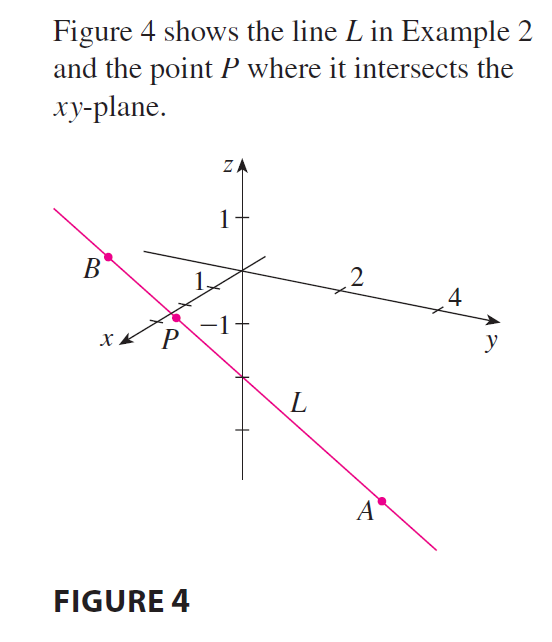 Figure 4 shows the line L in Example 2
and the point P where it intersects the
xy-plane.
z
1
B
1
2
4
x
P
−1
y
L
A
FIGURE 4